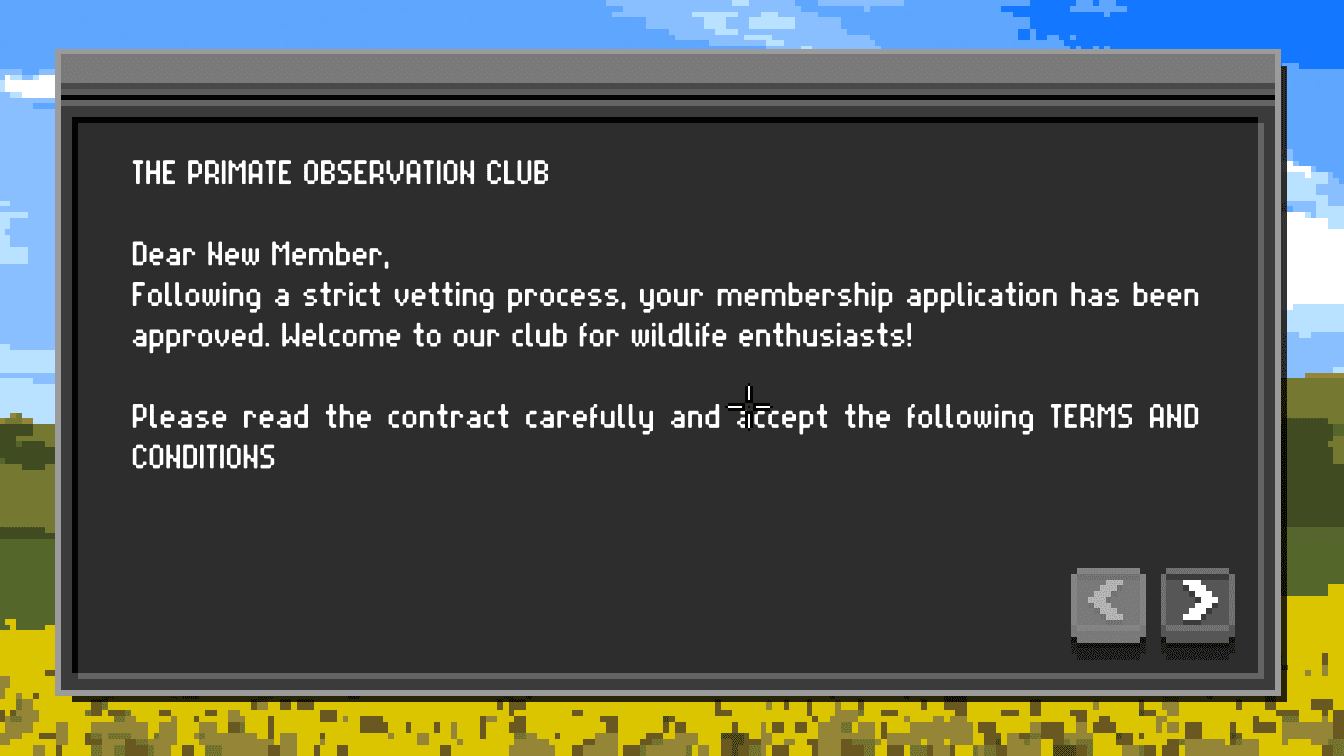 THE PRIMATE OBSERVATION CLUB
Dear New Member,
Following a strict vetting process, your membership application has been
approved. Welcome to our club for wildlife enthusiasts!
Please read the contract carefully and accept the following TERMS AND
CONDITIONS